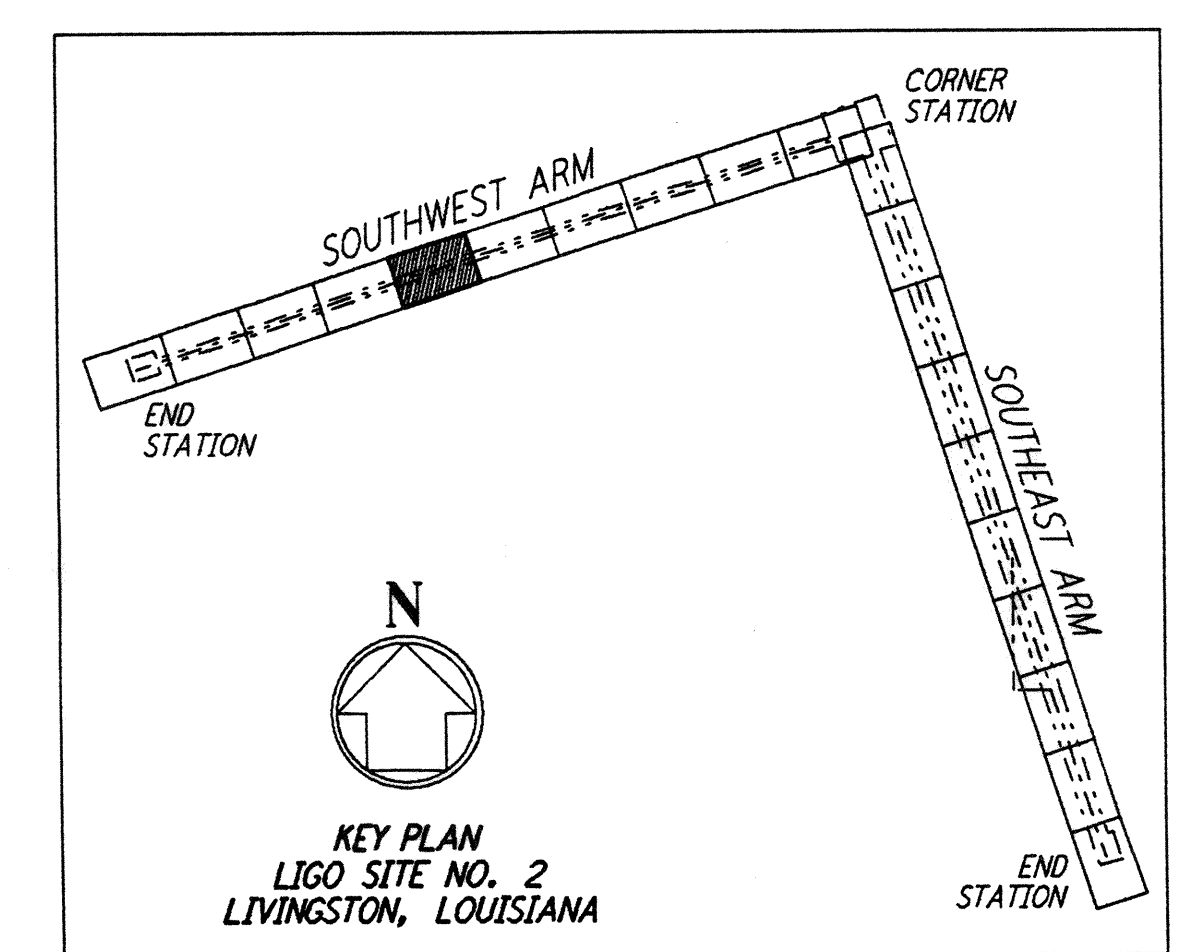 CORNER
STATION
SOUTHWEST ARM
END
STATION
SOUTHEAST ARM
N
KEY PLAN
LIGO SITE NO. 2
LIVINGSTON, LOUISIANA
END
STATION